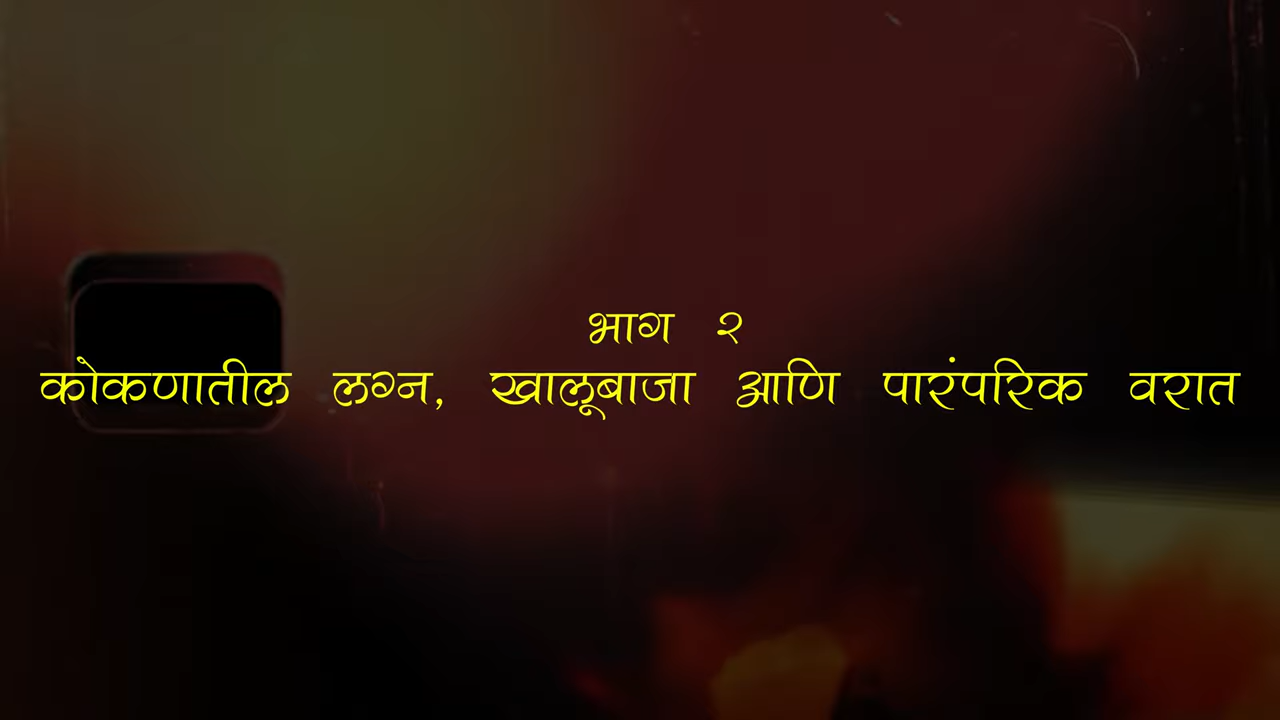 भाग २
कोकणातील लग्न, खालूबाजा आणि पारंपरिक वरात